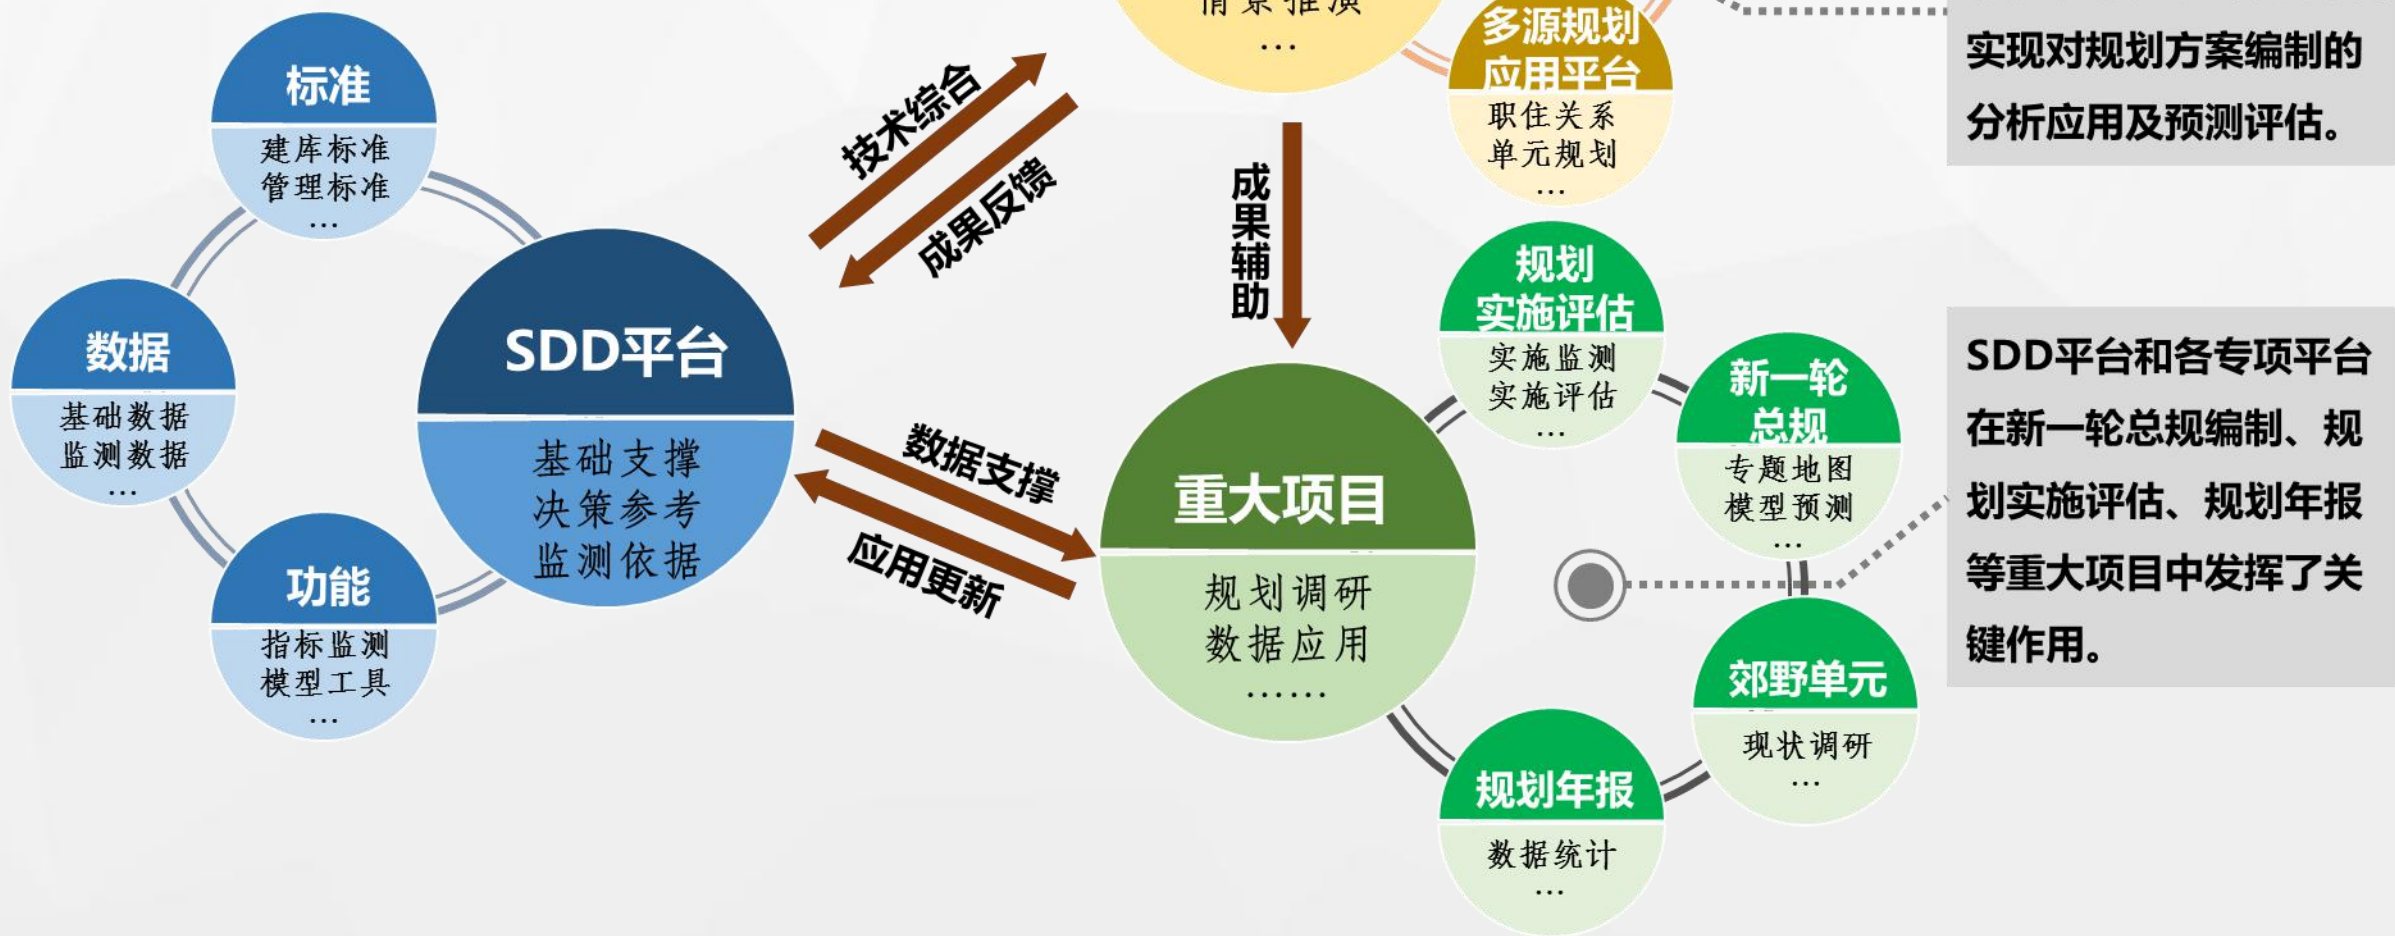 情景推演
…
多源规划
应用平台
职住关系
单元规划
…
实现对规划方案编制的
分析应用及预测评估。
标准
建库标准
管理标准
…
技术综合
成果反馈
成果辅助
数据
基础数据
监测数据
…
SDD平台
基础支撑
决策参考
监测依据
功能
指标监测
模型工具
…
数据支撑
应用更新
重大项目
规划调研
数据应用
……
规划
实施评估
实施监测
实施评估
…
新一轮
总规
专题地图
模型预测
…
郊野单元
现状调研
…
规划年报
数据统计
…
SDD平台和各专项平台
在新一轮总规编制、规
划实施评估、规划年报
等重大项目中发挥了关
键作用。